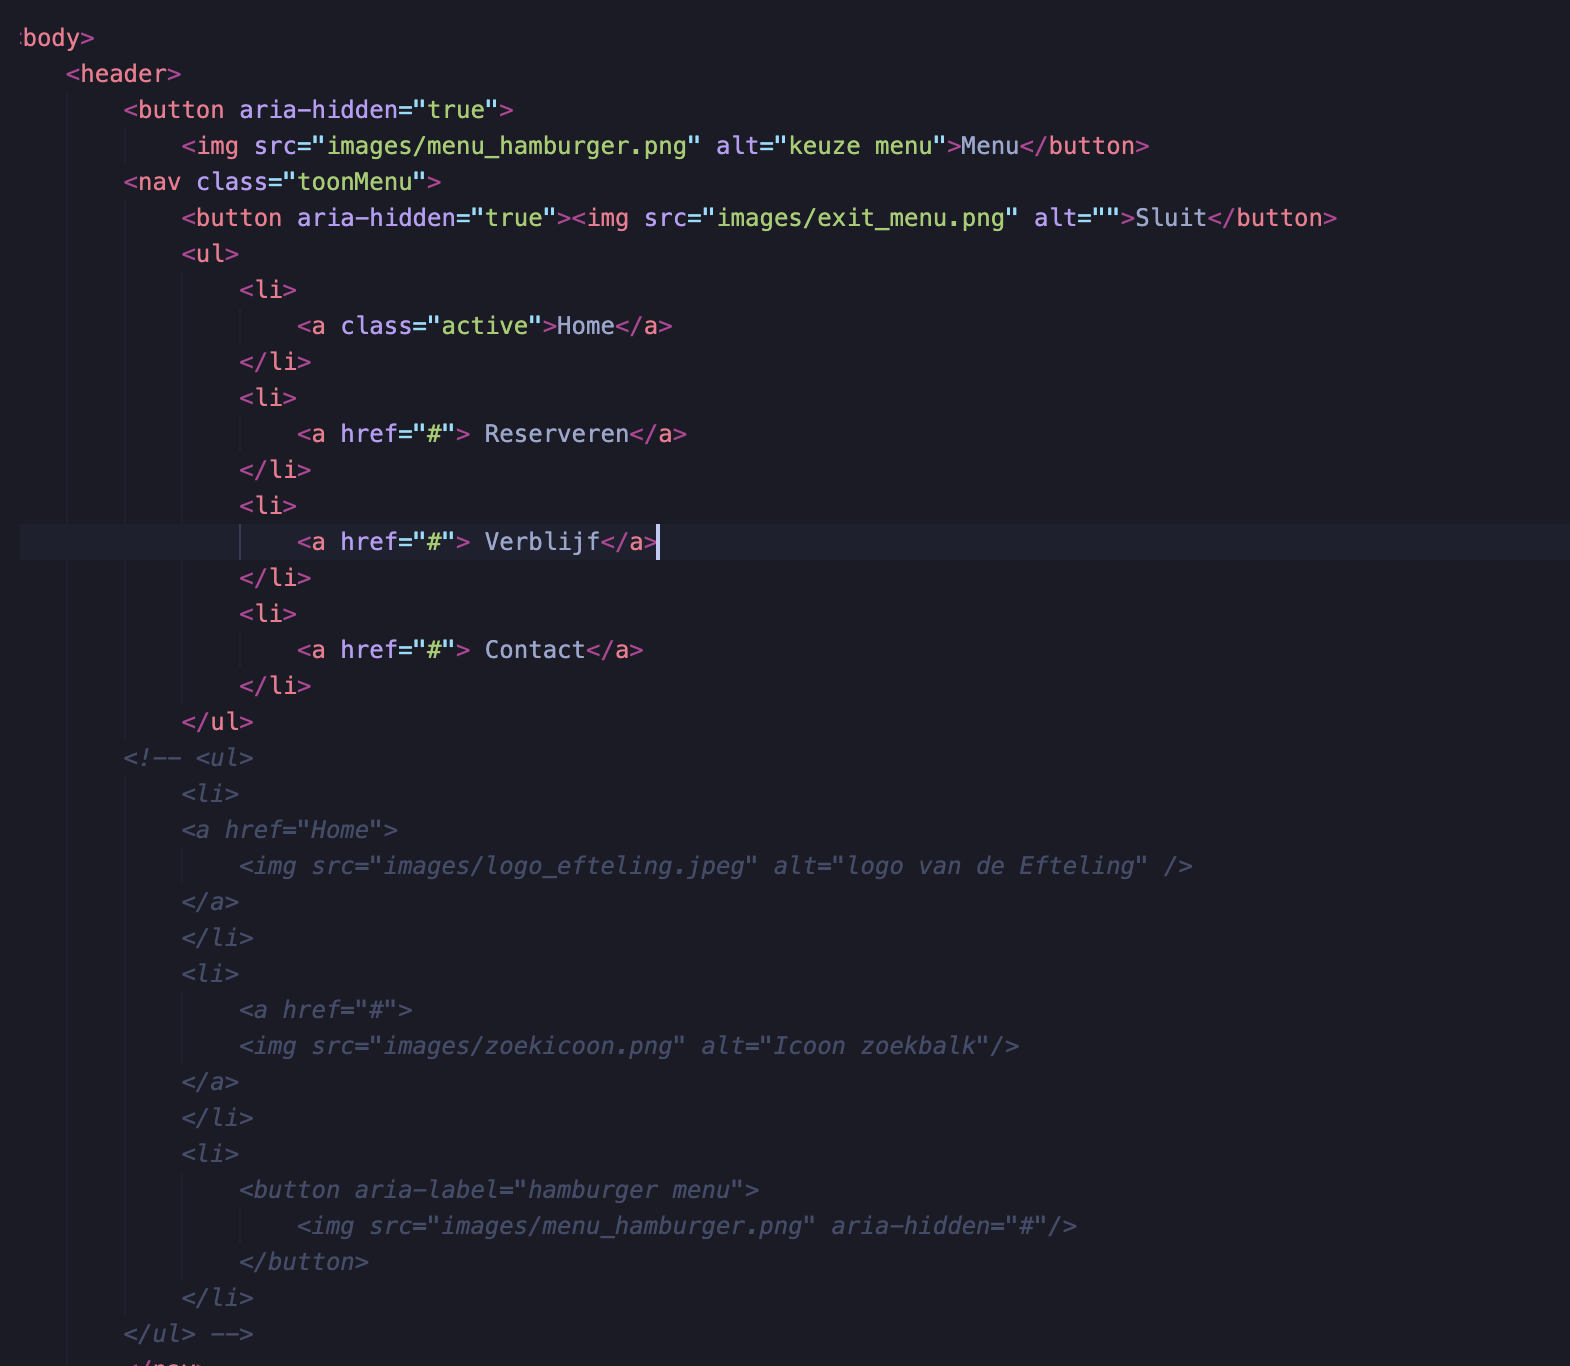 body>
<header>
<button aria-hidden="true">
<img src="images/menu_hamburger.png" alt="keuze menu">Menu</button>
<nav class="toonMenu">
<button aria-hidden="true"><img src="images/exit_menu.png" alt="">Sluit</button>
<ul>
<li>
<a class="active">Home</a>
</li>
<li>
<a href="#"> Reserveren</a>
</li>
<li>
<a href="#"> Verblijf</a>
</li>
<li>
<a href="#"> Contact</a>
</li>
</ul>
<!-- <ul>
<li>
<a href="Home">
<img src="images/logo_efteling.jpeg" alt="logo van de Efteling" />
</a>
</li>
<li>
<a href="#">
<img src="images/zoekicoon.png" alt="Icoon zoekbalk"/>
</a>
</li>
<li>
<button aria-label="hamburger menu">
<img src="images/menu_hamburger.png" aria-hidden="#"/>
</button>
</li>
</ul> -->
</nav>